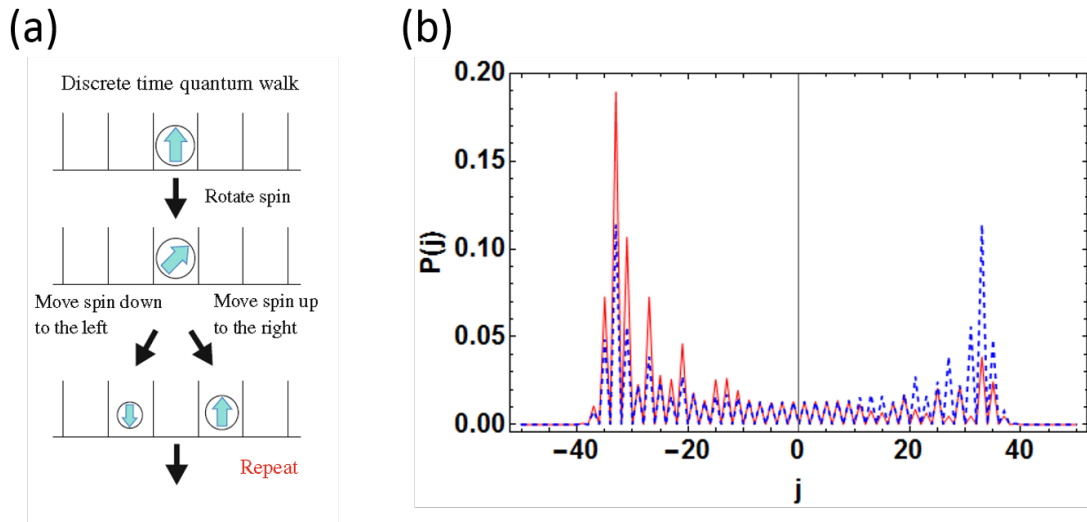 (a)
Discrete time quantum walk
Rotate spin
Move spin down
to the left
Move spin up
to the right
Repeat
(b)
0.20
0.15
0.10
0.05
0.00
P(j)
−40
−20
0
20
40
j